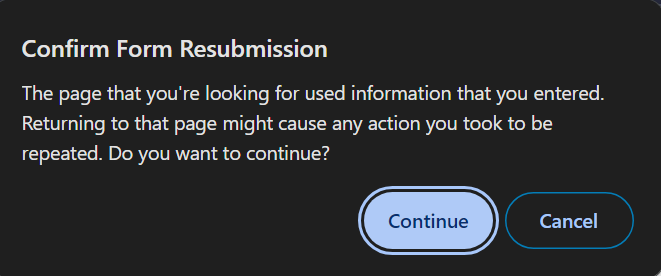 Confirm Form Resubmission
The page that you're looking for used information that you entered.
Returning to that page might cause any action you took to be
repeated. Do you want to continue?
Continue
Cancel